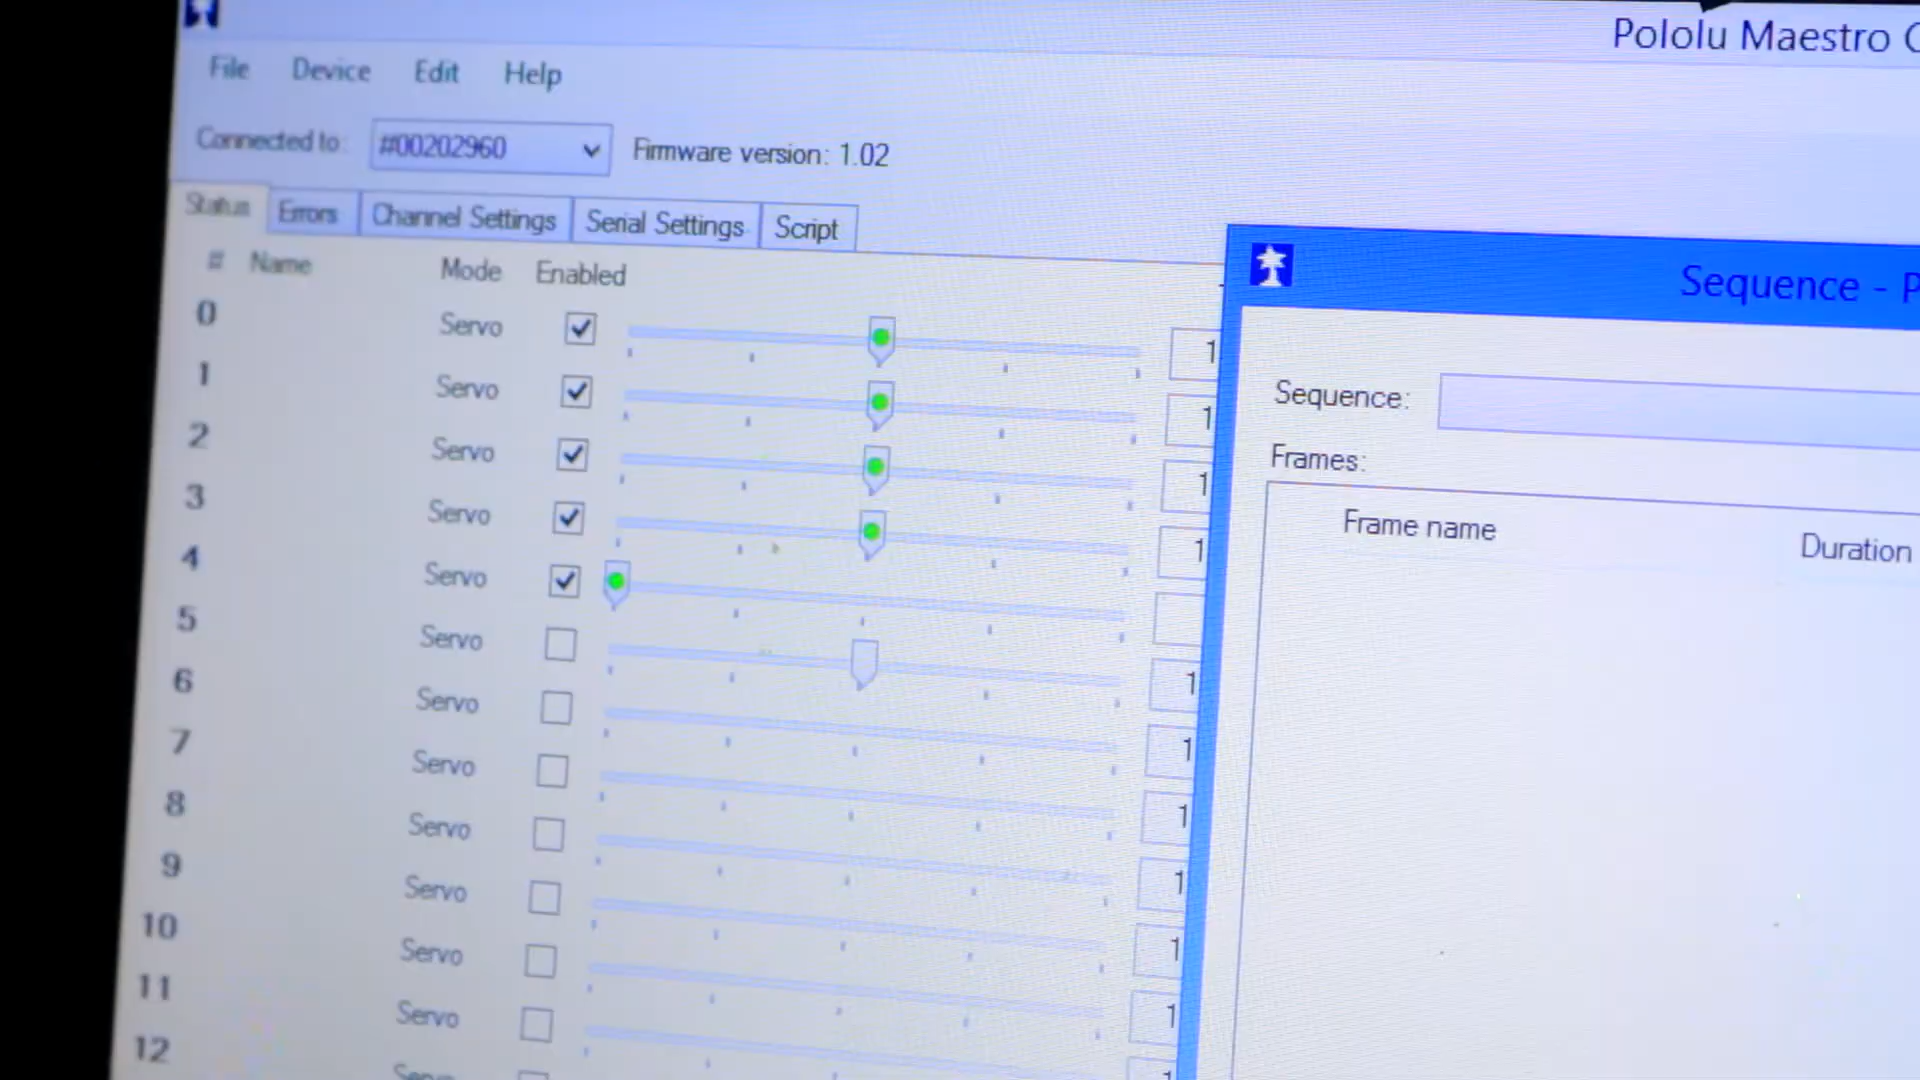 Pololu Maestro C
File Device Edit Help
Connected to: #00202960 Firmware version: 1.02
Status Errors Channel Settings Serial Settings Script
# Name Mode Enabled
Sequence - P
0 Servo 1
1 Servo 1
Sequence:
2 Servo 1
Frames:
3 Servo 1
Frame name Duration
4 Servo
5 Servo 1
6 Servo 1
7 Servo 1
8 Servo 1
9 Servo 1
10 Servo 1
11 Servo 1
12 Servo 1